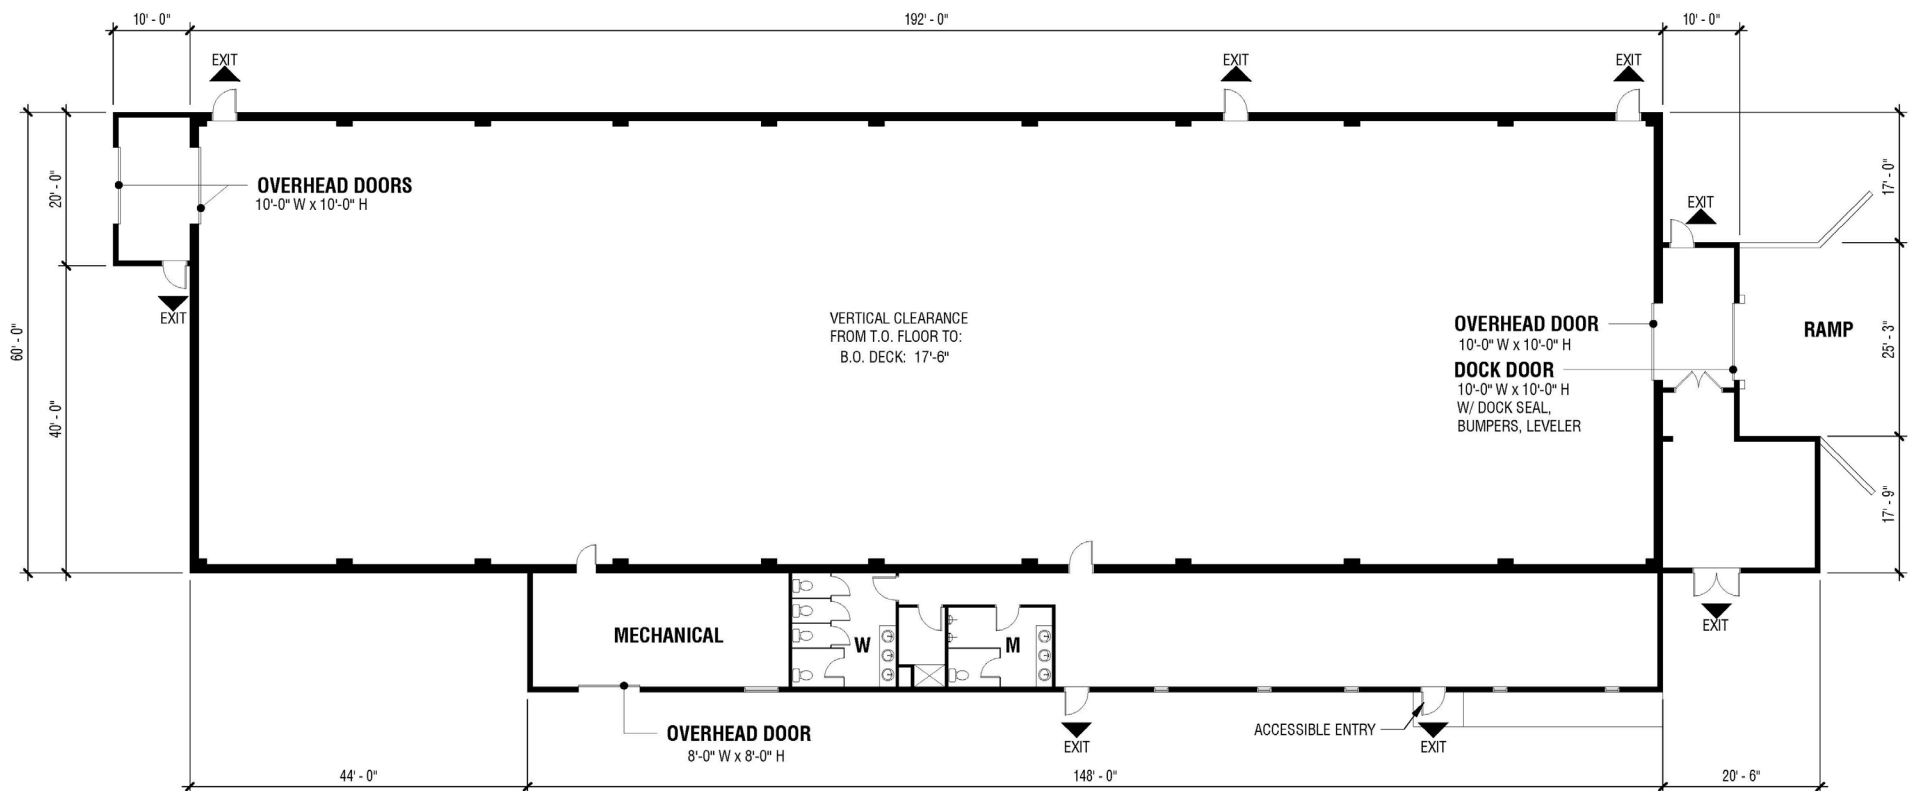 10' - 0"
192' - 0"
10' - 0"
EXIT
EXIT
EXIT
20' - 0"
17' - 0"
OVERHEAD DOORS
10'-0" W x 10'-0" H
EXIT
EXIT
60' - 0"
VERTICAL CLEARANCE
FROM T.O. FLOOR TO:
B.O. DECK: 17'-6"
OVERHEAD DOOR
10'-0" W x 10'-0" H
DOCK DOOR
10'-0" W x 10'-0" H
W/ DOCK SEAL,
BUMPERS, LEVELER
RAMP
25' - 3"
40' - 0"
17' - 9"
MECHANICAL
W
M
EXIT
OVERHEAD DOOR
8'-0" W x 8'-0" H
EXIT
ACCESSIBLE ENTRY
EXIT
44' - 0"
148' - 0"
20' - 6"